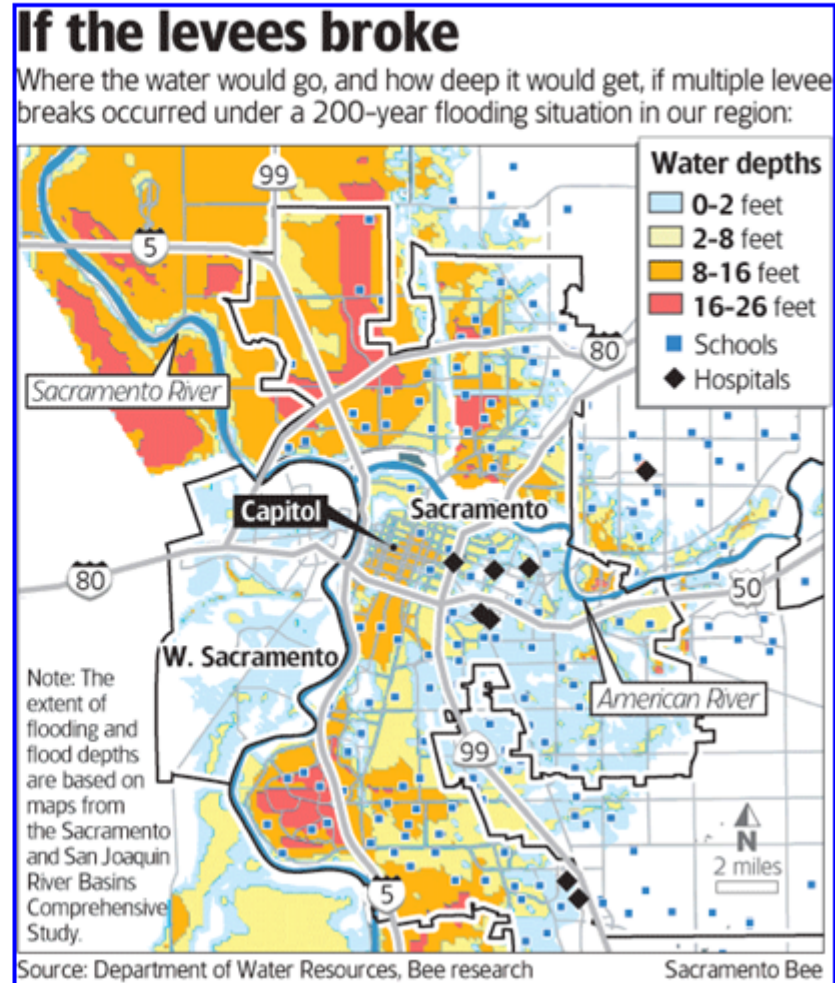 If the levees broke
Where the water would go, and how deep it would get, if multiple levee
breaks occurred under a 200-year flooding situation in our region:
Water depths
0-2 feet
2-8 feet
8-16 feet
16-26 feet
Schools
Hospitals
99
5
80
Sacramento River
Capitol
Sacramento
80
50
W. Sacramento
American River
99
5
N
2 miles
Note: The
extent of
flooding and
flood depths
are based on
maps from
the Sacramento
and San Joaquin
River Basins
Comprehensive
Study.
Source: Department of Water Resources, Bee research
Sacramento Bee